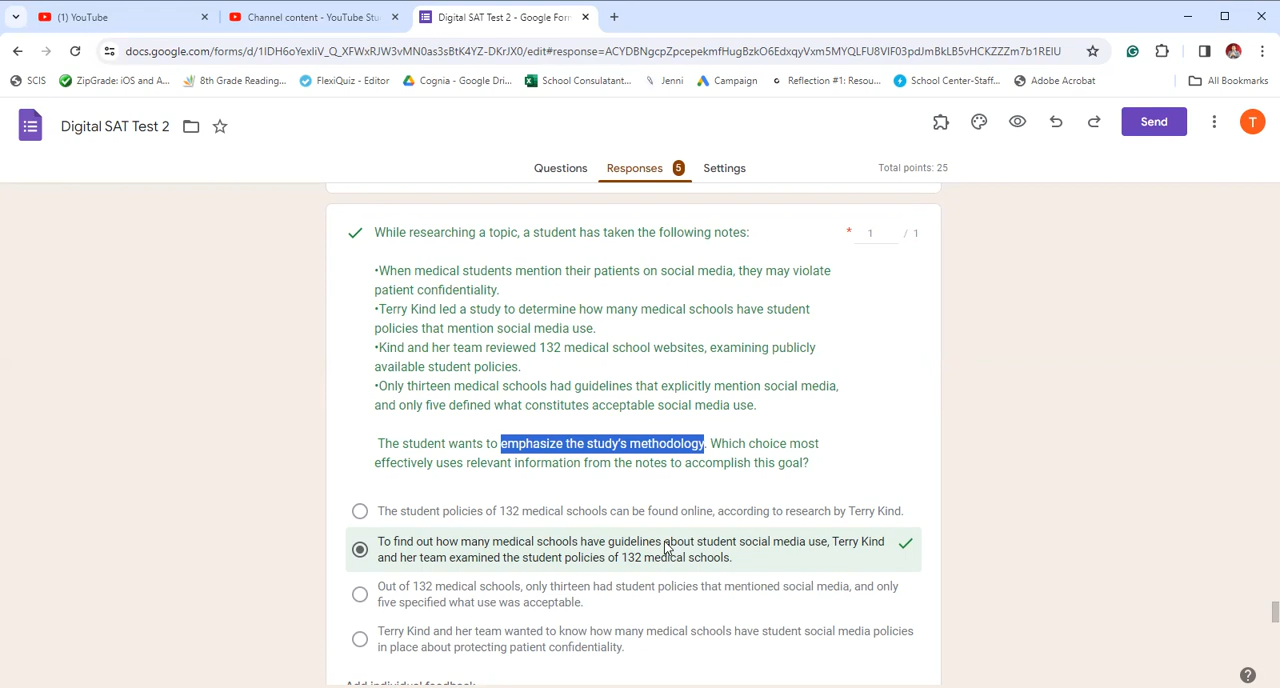 (1) YouTube
Channel content - YouTube Stu
Digital SAT Test 2 - Google For
docs.google.com/forms/d/1IDH6oYexIiV_Q_XFWxRJW3vMN0as3sBtK4YZ-DKrJX0/edit#response=ACYDBNgcpZpcepekmfHugBzkO6EdxqyVxm5MYQLFU8VIF03pdJmBkLB5vHCKZZZm7b1REIU
SCIS
ZipGrade: iOS and A...
8th Grade Reading...
FlexiQuiz - Editor
Cognia - Google Dri...
School Consulatant...
Jenni
Campaign
Reflection #1: Resou...
School Center-Staff...
Adobe Acrobat
All Bookmarks
Digital SAT Test 2
Send
T
Questions
Responses 5
Settings
Total points: 25
While researching a topic, a student has taken the following notes:
* 1 / 1
•When medical students mention their patients on social media, they may violate
patient confidentiality.
•Terry Kind led a study to determine how many medical schools have student
policies that mention social media use.
•Kind and her team reviewed 132 medical school websites, examining publicly
available student policies.
•Only thirteen medical schools had guidelines that explicitly mention social media,
and only five defined what constitutes acceptable social media use.
The student wants to emphasize the study's methodology. Which choice most
effectively uses relevant information from the notes to accomplish this goal?
The student policies of 132 medical schools can be found online, according to research by Terry Kind.
To find out how many medical schools have guidelines about student social media use, Terry Kind
and her team examined the student policies of 132 medical schools.
Out of 132 medical schools, only thirteen had student policies that mentioned social media, and only
five specified what use was acceptable.
Terry Kind and her team wanted to know how many medical schools have student social media policies
in place about protecting patient confidentiality.
Add individual feedback